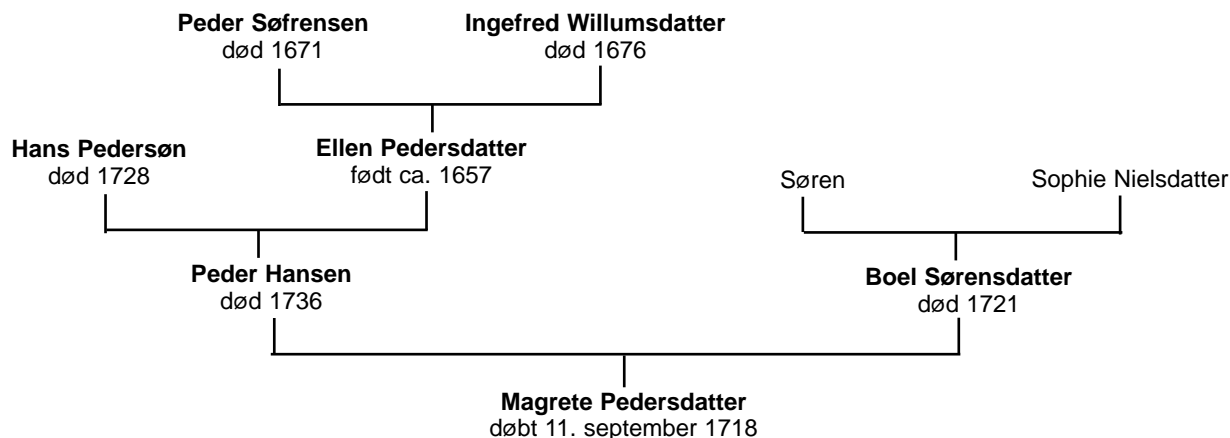 Peder Søfrensen
død 1671
Ingefred Willumsdatter
død 1676
Hans Pedersøn
død 1728
Ellen Pedersdatter
født ca. 1657
Søren
Sophie Nielsdatter
Peder Hansen
død 1736
Boel Sørensdatter
død 1721
Magrete Pedersdatter
døbt 11. september 1718